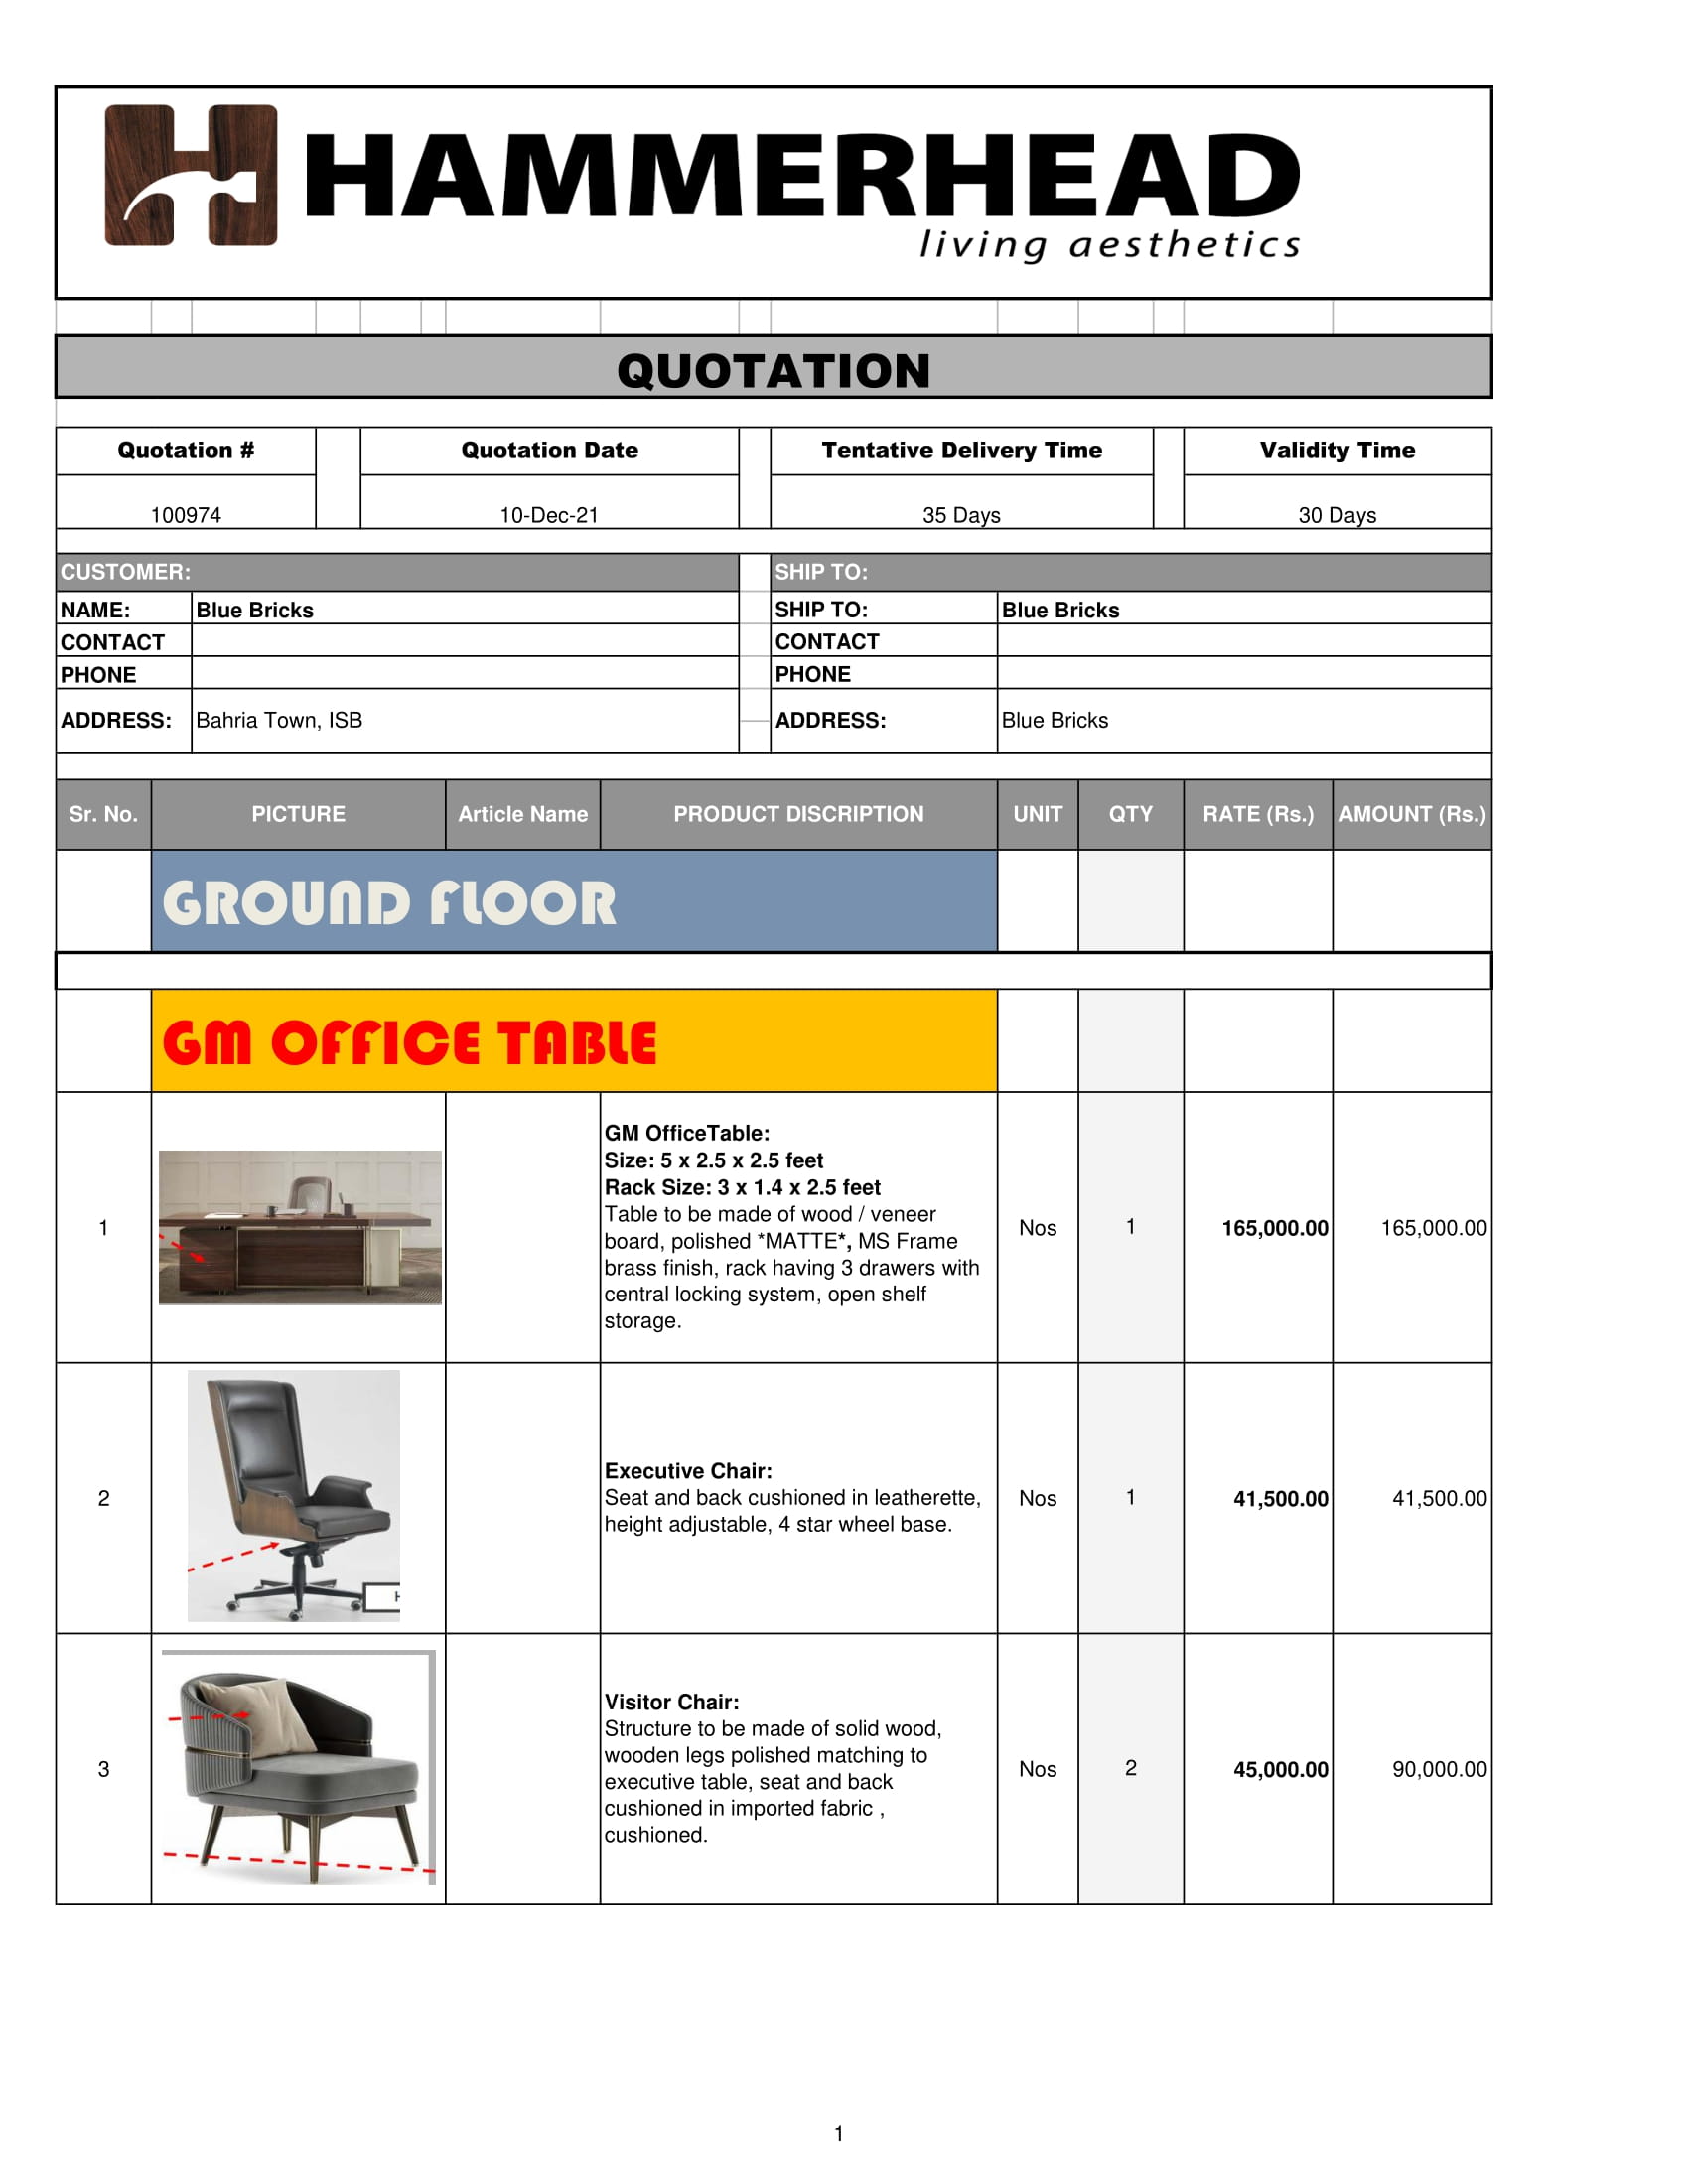 HAMMERHEAD
living aesthetics
QUOTATION
Quotation # Quotation Date Tentative Delivery Time Validity Time
100974 10-Dec-21 35 Days 30 Days
CUSTOMER: SHIP TO:
NAME: Blue Bricks SHIP TO: Blue Bricks
CONTACT CONTACT
PHONE PHONE
ADDRESS: Bahria Town, ISB ADDRESS: Blue Bricks
Sr. No. PICTURE Article Name PRODUCT DISCRIPTION UNIT QTY RATE (Rs.) AMOUNT (Rs.)
GROUND FLOOR
GM OFFICE TABLE
GM OfficeTable:
Size: 5 x 2.5 x 2.5 feet
Rack Size: 3 x 1.4 x 2.5 feet
Table to be made of wood / veneer
1 board, polished *MATTE*, MS Frame Nos 1 165,000.00 165,000.00
brass finish, rack having 3 drawers with
central locking system, open shelf
storage.
Executive Chair:
2 Seat and back cushioned in leatherette, Nos 1 41,500.00 41,500.00
height adjustable, 4 star wheel base.
Visitor Chair:
Structure to be made of solid wood,
wooden legs polished matching to
3 executive table, seat and back Nos 2 45,000.00 90,000.00
cushioned in imported fabric ,
cushioned.
1